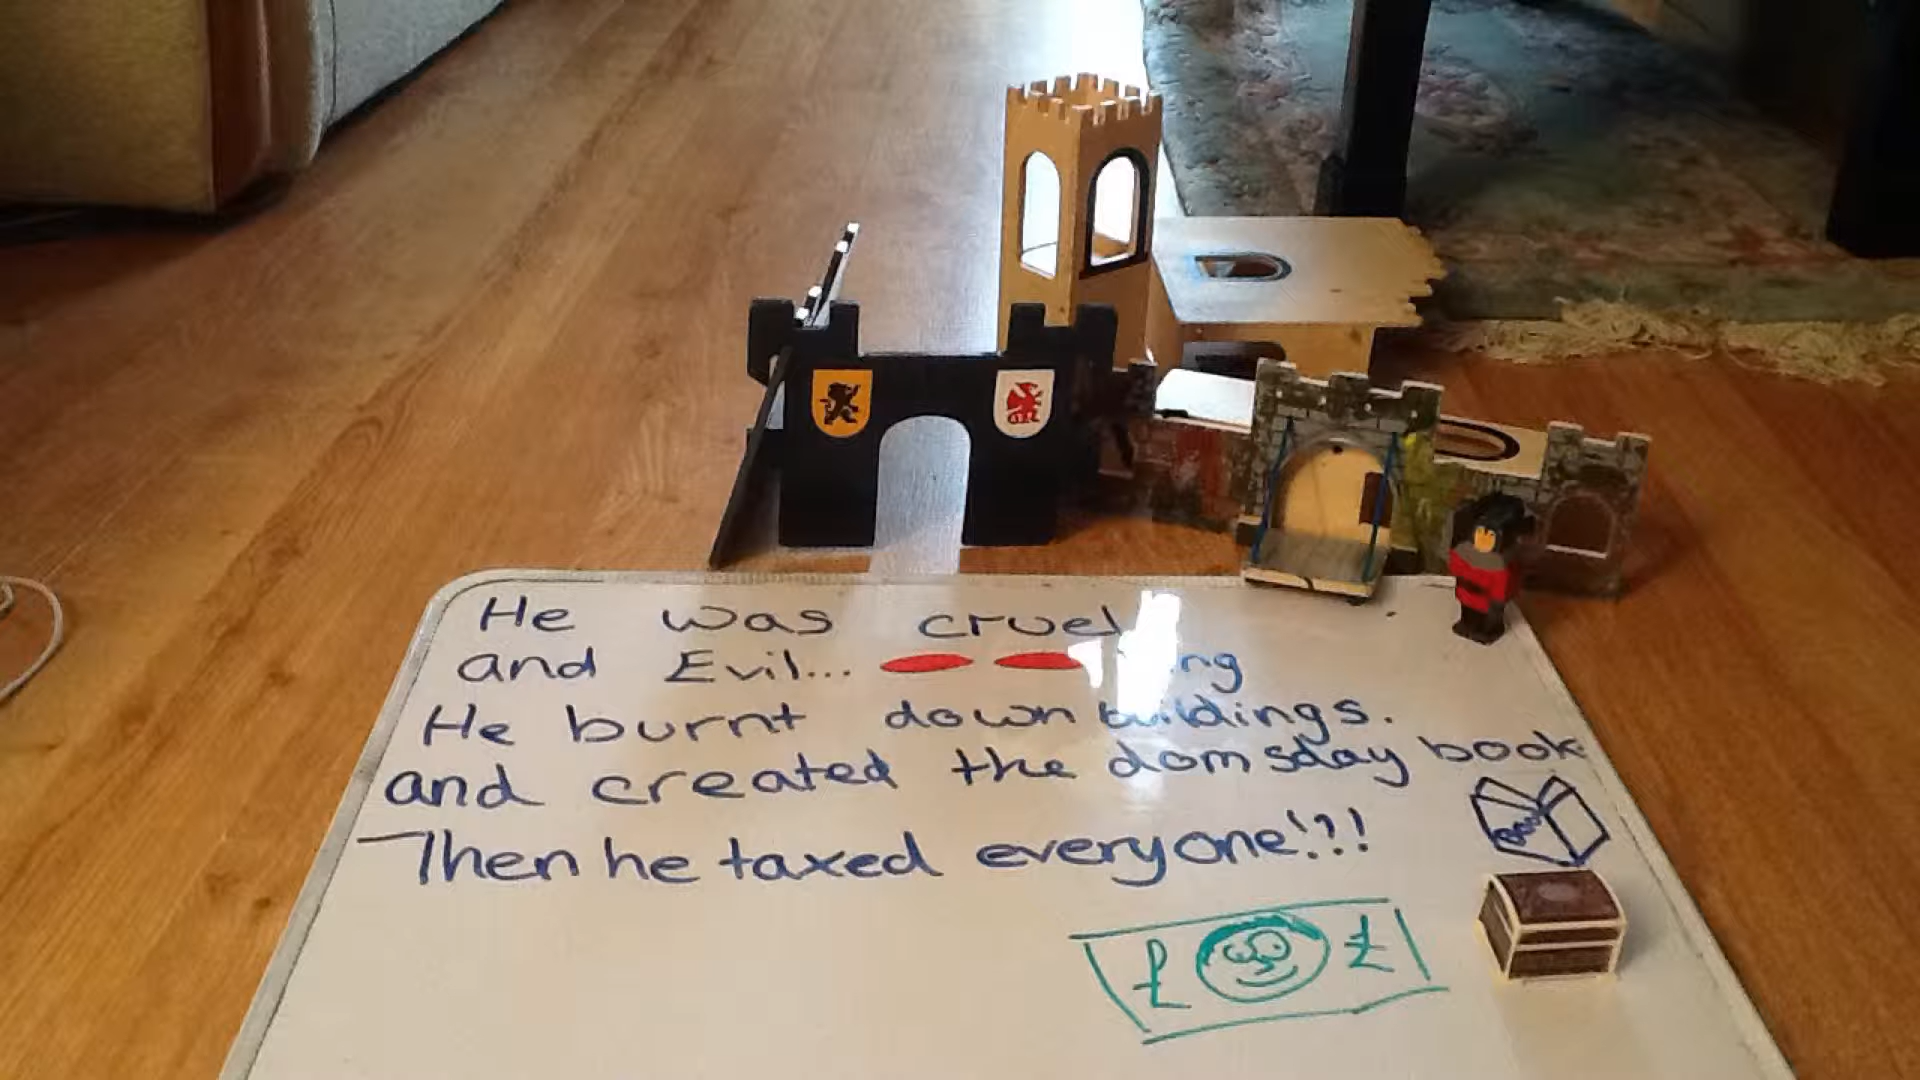 He was cruel
and Evil...
He burnt down buildings.
and created the domsday book
Then he taxed everyone!?!
£ £